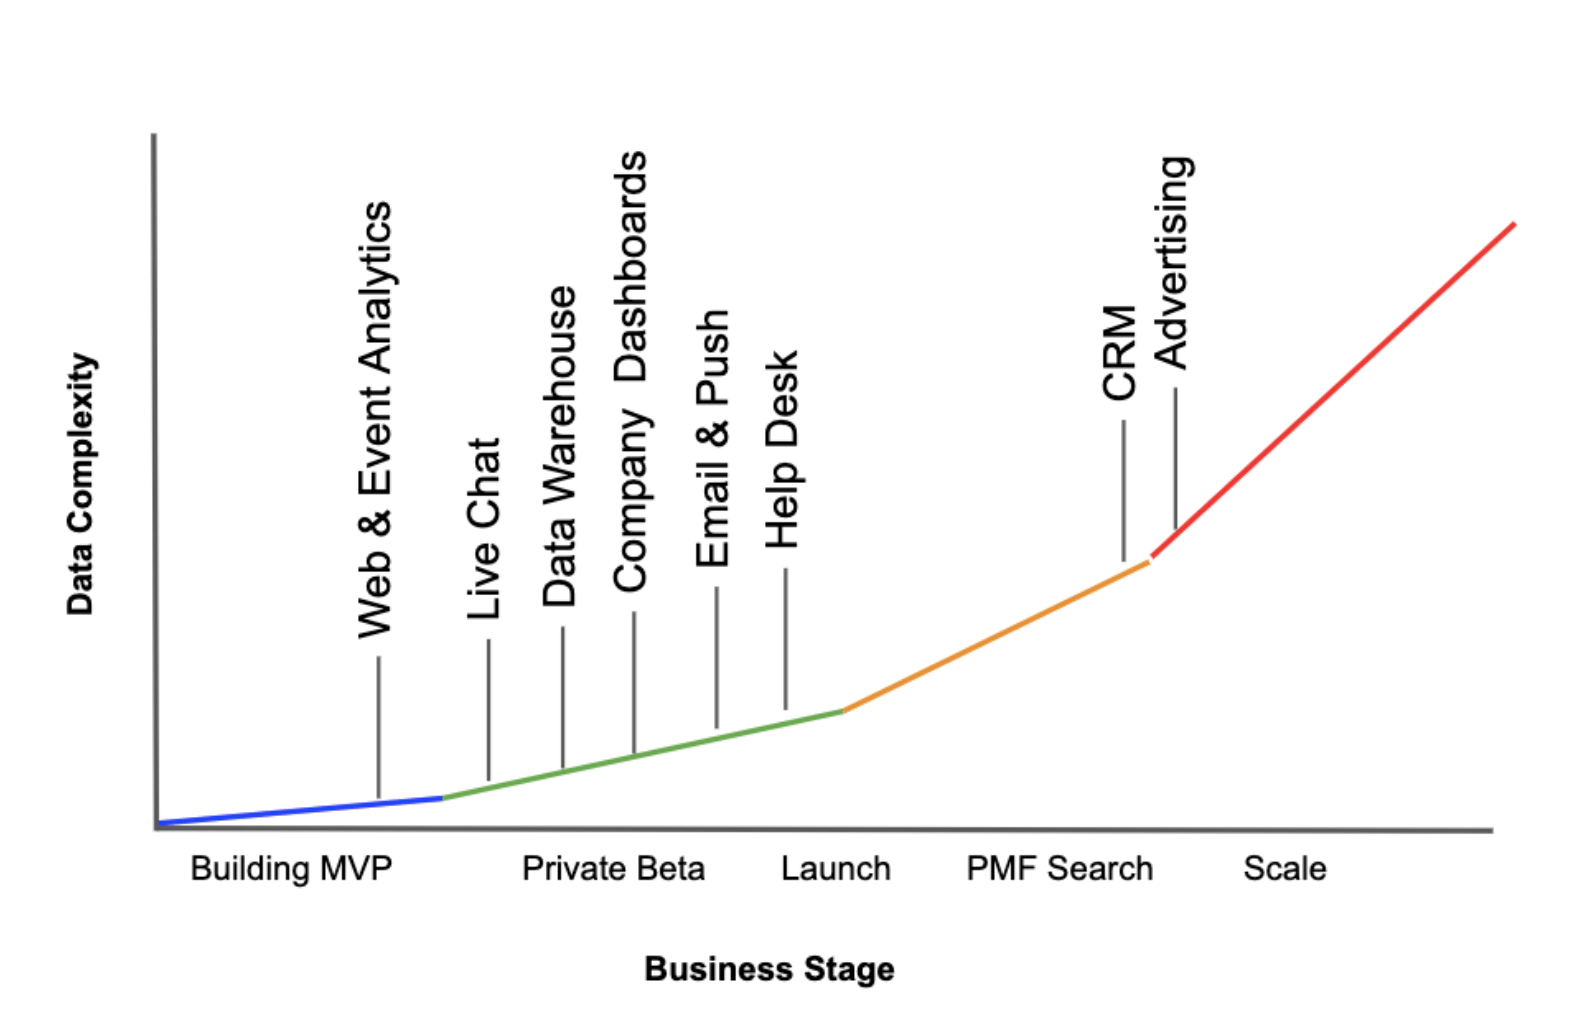 Data Complexity
Web & Event Analytics
Live Chat
Data Warehouse
Company Dashboards
Email & Push
Help Desk
CRM
Advertising
Building MVP
Private Beta
Launch
PMF Search
Scale
Business Stage